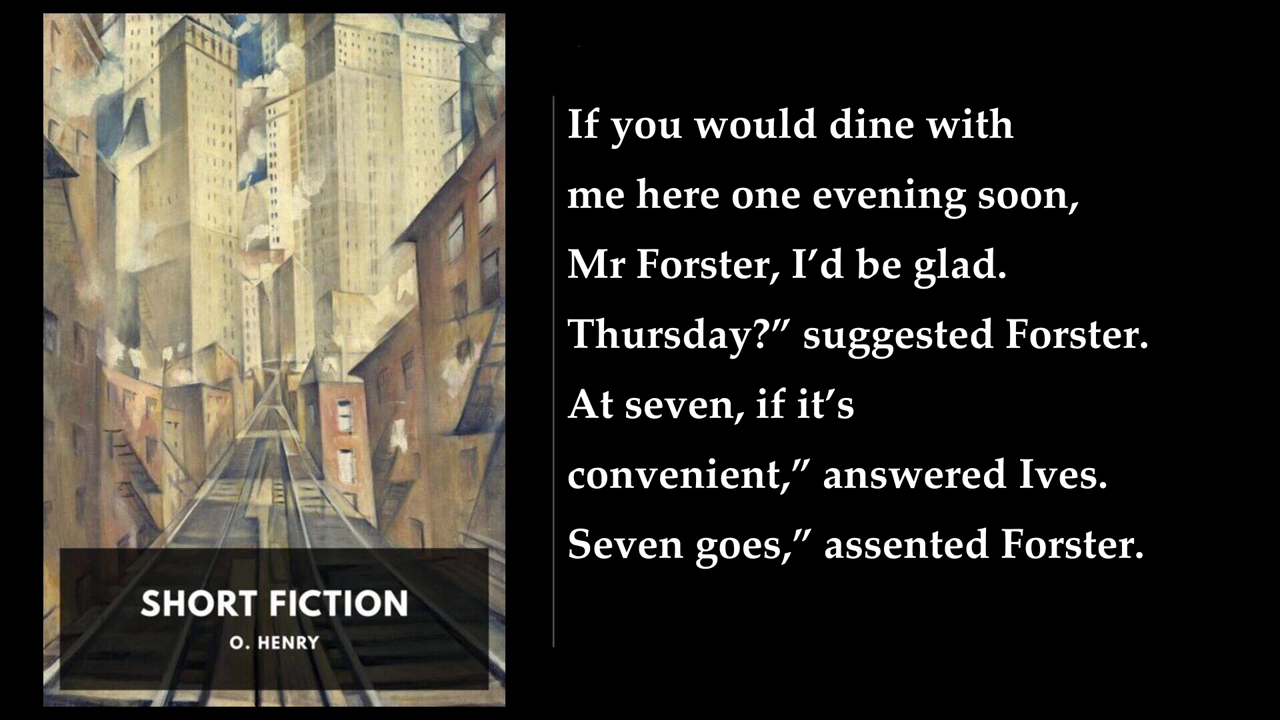 If you would dine with
me here one evening soon,
Mr Forster, I’d be glad.
Thursday?” suggested Forster.
At seven, if it’s
convenient,” answered Ives.
Seven goes,” assented Forster.
SHORT FICTION
O. HENRY